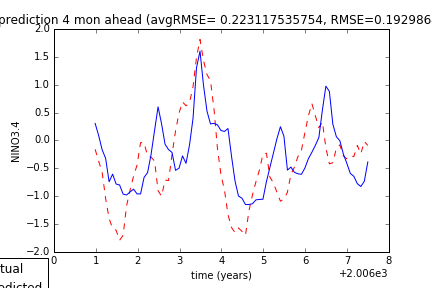 prediction 4 mon ahead (avgRMSE= 0.223117535754, RMSE=0.192986
2.0
1.5
1.0
0.5
0.0
−0.5
−1.0
−1.5
−2.0
NINO3.4
0 1 2 3 4 5 6 7 8
time (years)
+2.006e3
tual
edicted